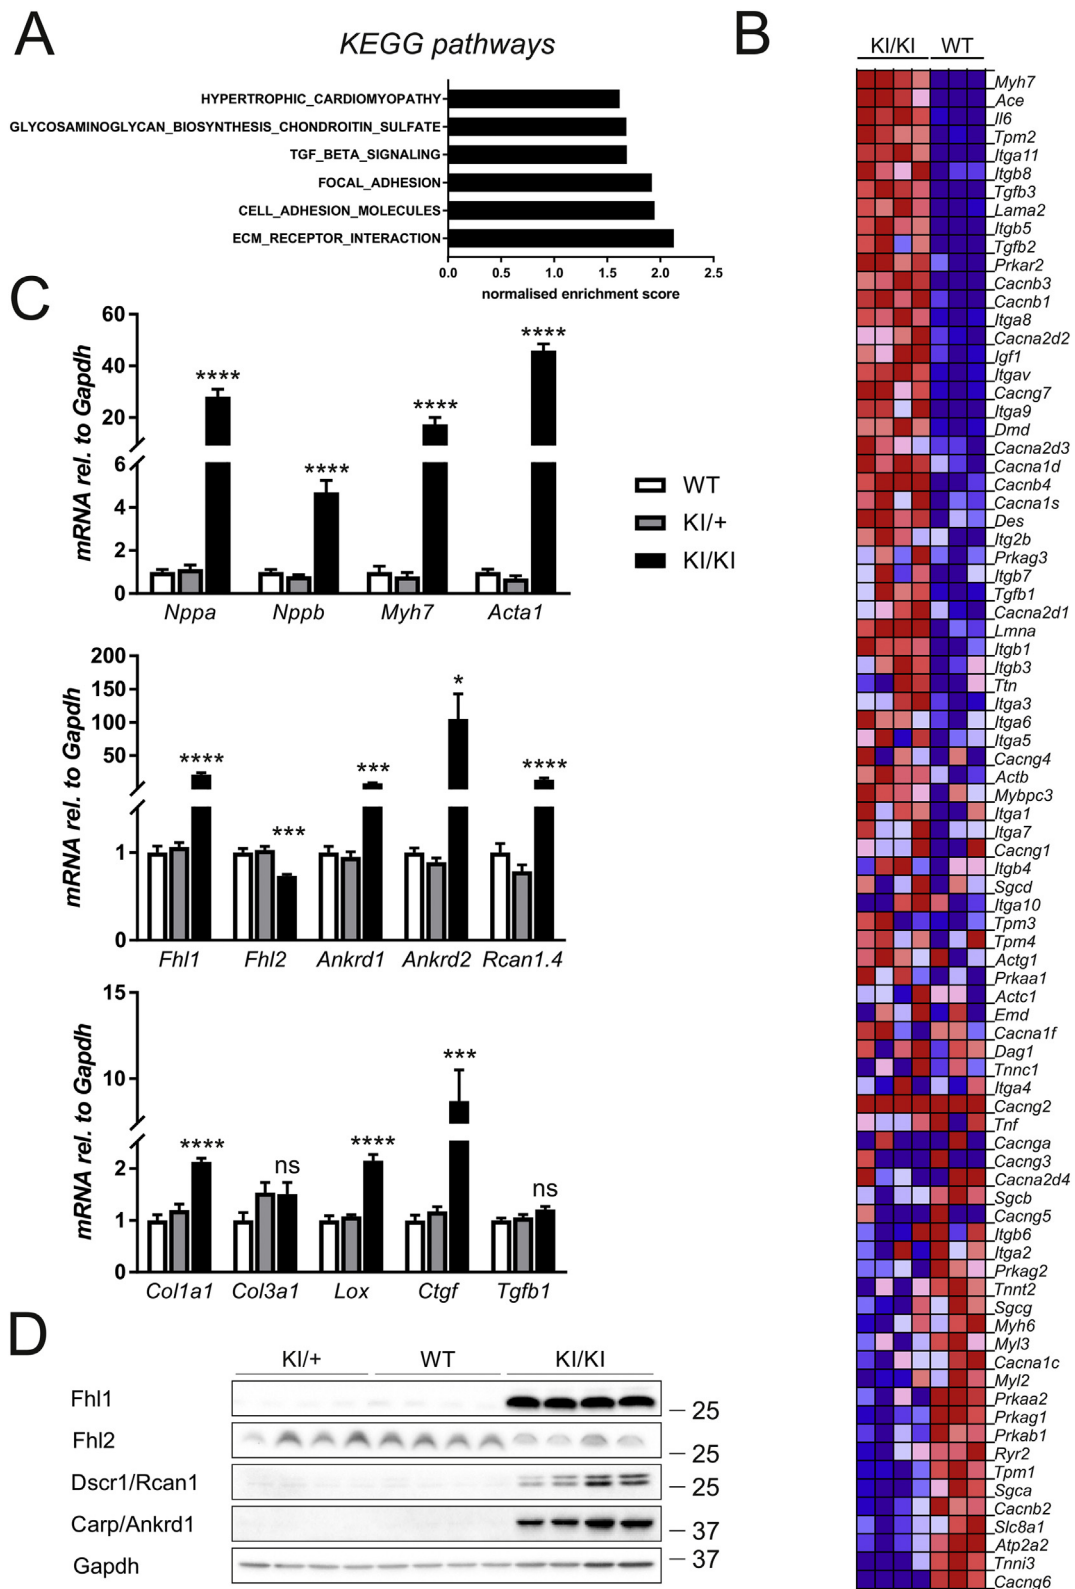 A
KEGG pathways
HYPERTROPHIC_CARDIOMYOPATHY
GLYCOSAMINOGLYCAN_BIOSYNTHESIS_CHONDROITIN_SULFATE
TGF_BETA_SIGNALING
FOCAL_ADHESION
CELL_ADHESION_MOLECULES
ECM_RECEPTOR_INTERACTION
0.0 0.5 1.0 1.5 2.0 2.5
normalised enrichment score
B
KI/KI WT
Myh7
Ace
Il6
Tpm2
Itga11
Itgb8
Tgfb3
Lama2
Itgb5
Tgfb2
Prkar2
Cacnb3
Cacnb1
Itga8
Cacna2d2
Igf1
Itgav
Cacng7
Itga9
Dmd
Cacna2d3
Cacna1d
Cacnb4
Cacna1s
Des
Itg2b
Prkag3
Itgb7
Tgfb1
Cacna2d1
Lmna
Itgb1
Itgb3
Ttn
Itga3
Itga6
Itga5
Cacng4
Actb
Mybpc3
Itga1
Itga7
Cacng1
Itgb4
Sgcd
Itga10
Tpm3
Tpm4
Actg1
Prkaa1
Actc1
Emd
Cacna1f
Dag1
Tnnc1
Itga4
Cacng2
Tnf
Cacnga
Cacng3
Cacna2d4
Sgcb
Cacng5
Itgb6
Itga2
Prkag2
Tnnt2
Sgcg
Myh6
Myl3
Cacna1c
Myl2
Prkaa2
Prkag1
Prkab1
Ryr2
Tpm1
Sgca
Cacnb2
Slc8a1
Atp2a2
Tnni3
Cacng6
C
mRNA rel. to Gapdh
60
40
20
6
4
2
0
**** **** **** ****
Nppa Nppb Myh7 Acta1
WT
KI/+
KI/KI
mRNA rel. to Gapdh
200
150
100
50
1
0
**** *** *** * ****
Fhl1 Fhl2 Ankrd1 Ankrd2 Rcan1.4
mRNA rel. to Gapdh
15
10
2
1
0
**** ns **** *** ns
Col1a1 Col3a1 Lox Ctgf Tgfb1
D
KI/+ WT KI/KI
Fhl1 25
Fhl2 25
Dscr1/Rcan1 25
Carp/Ankrd1 37
Gapdh 37